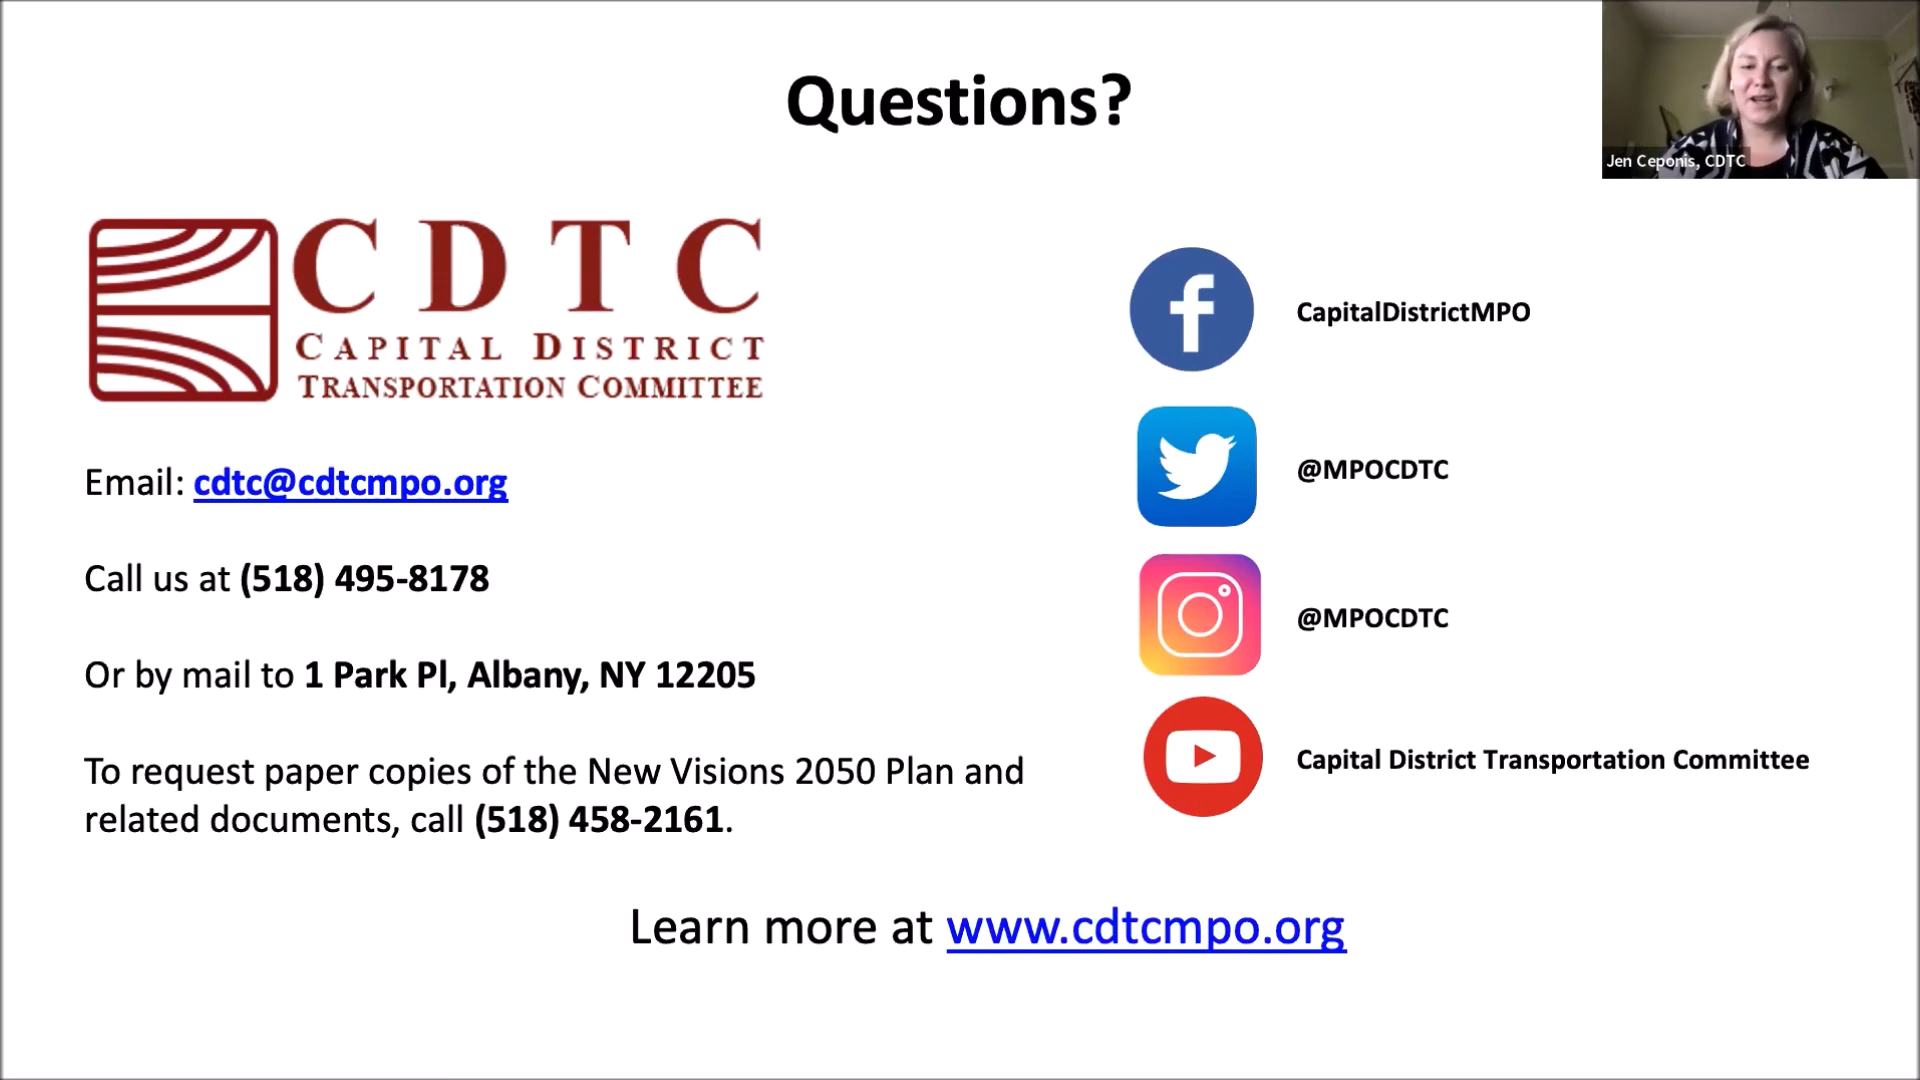 Questions?
Jen Ceponis, CDTC
CDTC
CAPITAL DISTRICT
TRANSPORTATION COMMITTEE
Email: cdtc@cdtcmpo.org
Call us at (518) 495-8178
Or by mail to 1 Park Pl, Albany, NY 12205
To request paper copies of the New Visions 2050 Plan and
related documents, call (518) 458-2161.
CapitalDistrictMPO
@MPOCDTC
@MPOCDTC
Capital District Transportation Committee
Learn more at www.cdtcmpo.org